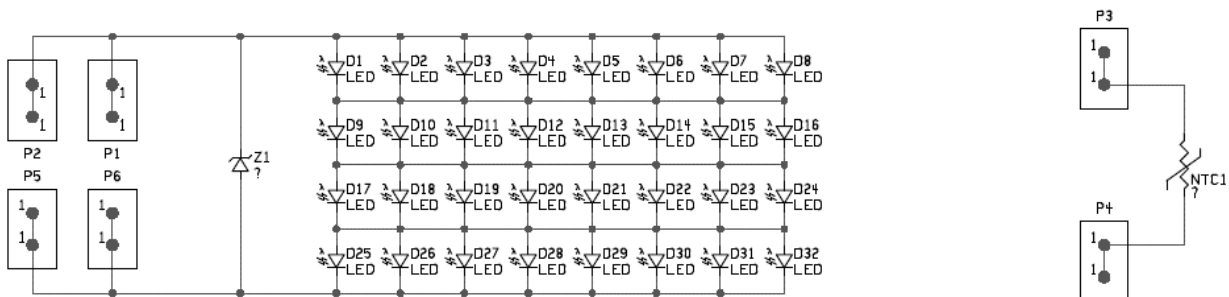 P3
1
1
D1 D2 D3 D4 D5 D6 D7 D8
LED LED LED LED LED LED LED LED
1 1
1 1
D9 D10 D11 D12 D13 D14 D15 D16
LED LED LED LED LED LED LED LED
P2 P1
Z1
?
P5 P6
NTC1
?
D17 D18 D19 D20 D21 D22 D23 D24
LED LED LED LED LED LED LED LED
1 1
1 1
P4
1
1
D25 D26 D27 D28 D29 D30 D31 D32
LED LED LED LED LED LED LED LED